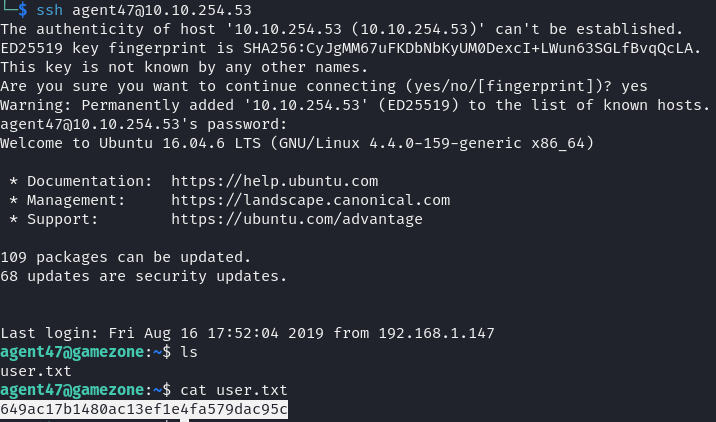 └─$ ssh agent47@10.10.254.53
The authenticity of host '10.10.254.53 (10.10.254.53)' can't be established.
ED25519 key fingerprint is SHA256:CyJgMM67uFKDbNbKyUM0DexcI+LWun63SGLfBvqQcLA.
This key is not known by any other names.
Are you sure you want to continue connecting (yes/no/[fingerprint])? yes
Warning: Permanently added '10.10.254.53' (ED25519) to the list of known hosts.
agent47@10.10.254.53's password:
Welcome to Ubuntu 16.04.6 LTS (GNU/Linux 4.4.0-159-generic x86_64)
* Documentation:  https://help.ubuntu.com
* Management:     https://landscape.canonical.com
* Support:        https://ubuntu.com/advantage
109 packages can be updated.
68 updates are security updates.
Last login: Fri Aug 16 17:52:04 2019 from 192.168.1.147
agent47@gamezone:~$ ls
user.txt
agent47@gamezone:~$ cat user.txt
649ac17b1480ac13ef1e4fa579dac95c